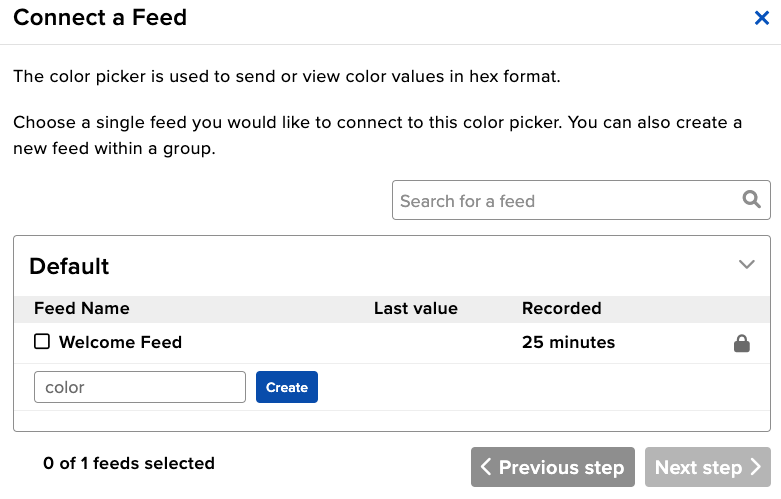 Connect a Feed
The color picker is used to send or view color values in hex format.
Choose a single feed you would like to connect to this color picker. You can also create a
new feed within a group.
Search for a feed
Default
Feed Name Last value Recorded
Welcome Feed 25 minutes
color Create
0 of 1 feeds selected Previous step Next step